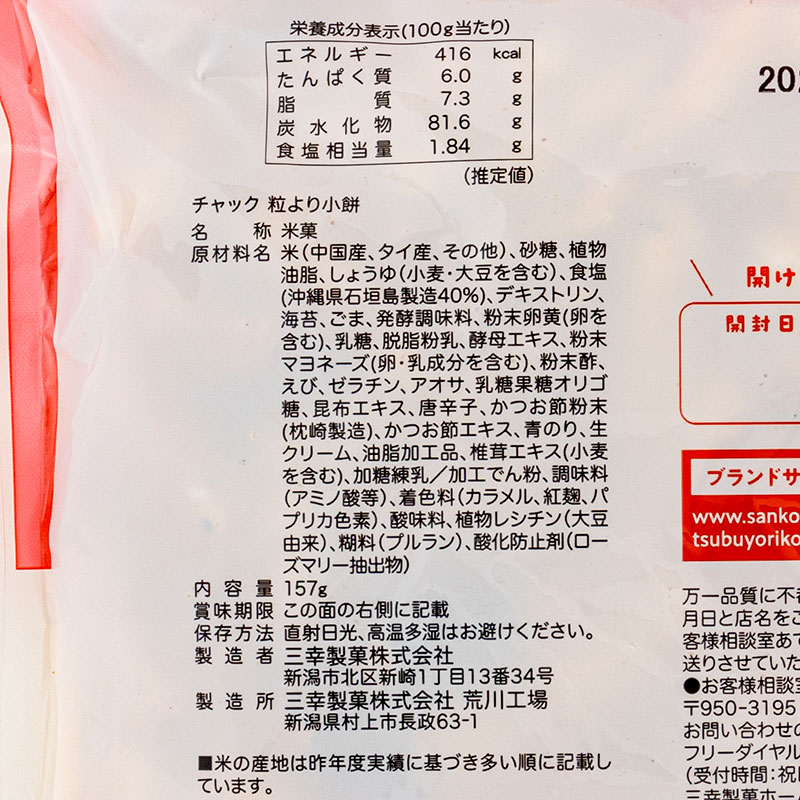 栄養成分表示(100g当たり)
エネルギー 416 kcal
たんぱく質 6.0 g
脂質 7.3 g
炭水化物 81.6 g
食塩相当量 1.84 g
(推定値)
チャック 粒より小餅
名称 米菓
原材料名 米(中国産、タイ産、その他)、砂糖、植物
油脂、しょうゆ(小麦・大豆を含む)、食塩
(沖縄県石垣島製造40%)、デキストリン、
海苔、ごま、発酵調味料、粉末卵黄(卵を
含む)、乳糖、脱脂粉乳、酵母エキス、粉末
マヨネーズ(卵・乳成分を含む)、粉末酢、
えび、ゼラチン、アオサ、乳糖果糖オリゴ
糖、昆布エキス、唐辛子、かつお節粉末
(枕崎製造)、かつお節エキス、青のり、生
クリーム、油脂加工品、椎茸エキス(小麦
を含む)、加糖練乳／加工でん粉、調味料
(アミノ酸等)、着色料(カラメル、紅麹、パ
プリカ色素)、酸味料、植物レシチン(大豆
由来)、糊料(プルラン)、酸化防止剤(ロー
ズマリー抽出物)
内容量 157g
賞味期限 この面の右側に記載
保存方法 直射日光、高温多湿はお避けください。
製造者 三幸製菓株式会社
新潟市北区新崎1丁目13番34号
製造所 三幸製菓株式会社 荒川工場
新潟県村上市長政63-1
■米の産地は昨年度実績に基づき多い順に記載し
ています。
202
開け
開封日
ブランドサ
www.sanko
tsubuyoriko
万一品質に不
月日と店名をご
客様相談室あて
送りさせていた
●お客様相談室
〒950-3195
お問い合わせの
フリーダイヤル
(受付時間:祝
三幸製菓ホー